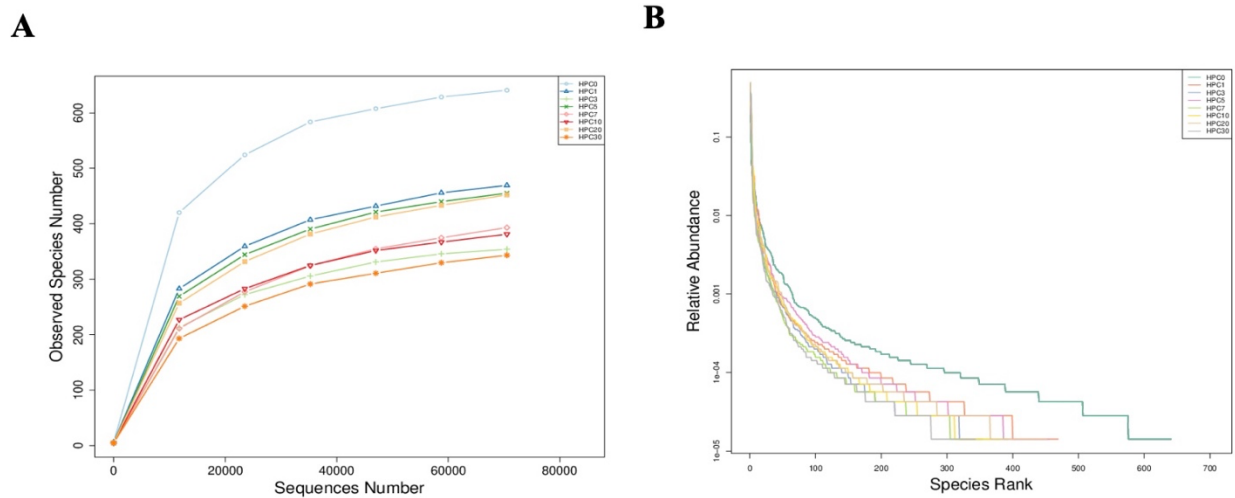 A
B
HPC0
HPC1
HPC3
HPC5
HPC7
HPC10
HPC20
HPC30
600
500
400
300
200
100
0
Observed Species Number
0
20000
40000
60000
80000
Sequences Number
HPC0
HPC1
HPC3
HPC5
HPC7
HPC10
HPC20
HPC30
0.1
0.01
0.001
1e-04
1e-05
Relative Abundance
0
100
200
300
400
500
600
700
Species Rank